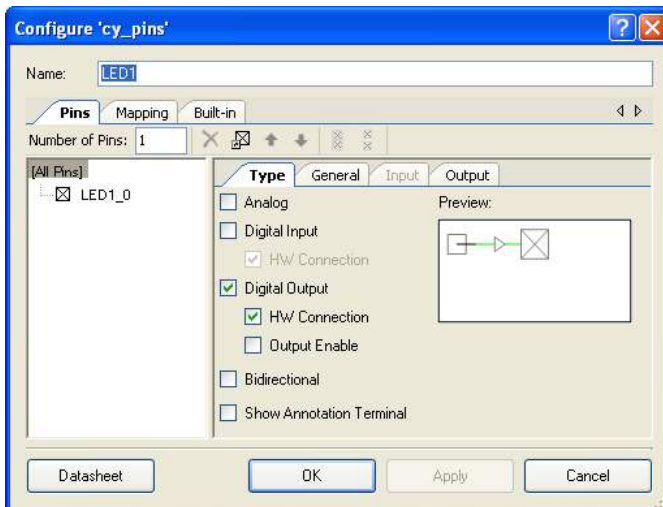 Configure 'cy_pins'
Name: LED1
Pins Mapping Built-in
Number of Pins: 1
[All Pins]
LED1_0
Type General Input Output
Analog
Preview:
Digital Input
HW Connection
Digital Output
HW Connection
Output Enable
Bidirectional
Show Annotation Terminal
Datasheet OK Apply Cancel